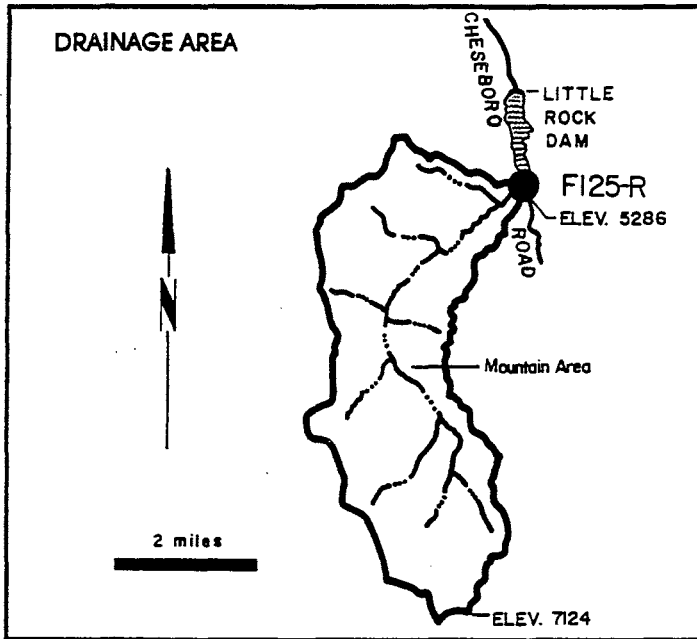 DRAINAGE AREA
CHESEBORO
LITTLE
ROCK
DAM
F125-R
ELEV. 5286
ROAD
N
Mountain Area
2 miles
ELEV. 7124